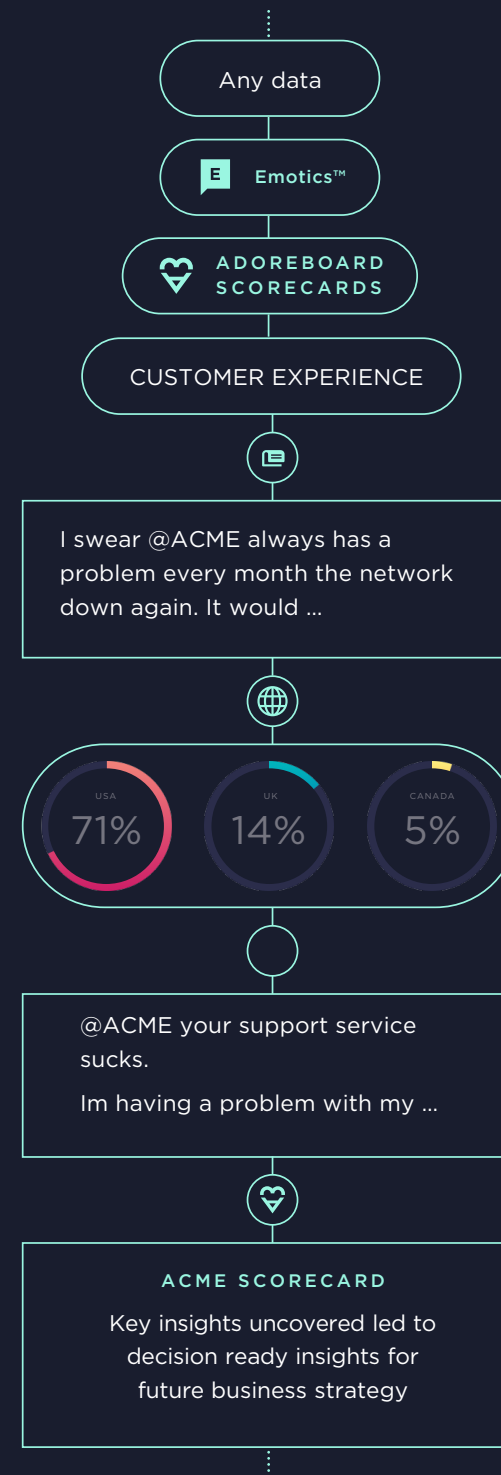 Any data
E Emotics™
ADOREBOARD
SCORECARDS
CUSTOMER EXPERIENCE
I swear @ACME always has a
problem every month the network
down again. It would ...
USA UK CANADA
71% 14% 5%
@ACME your support service
sucks.
Im having a problem with my ...
ACME SCORECARD
Key insights uncovered led to
decision ready insights for
future business strategy